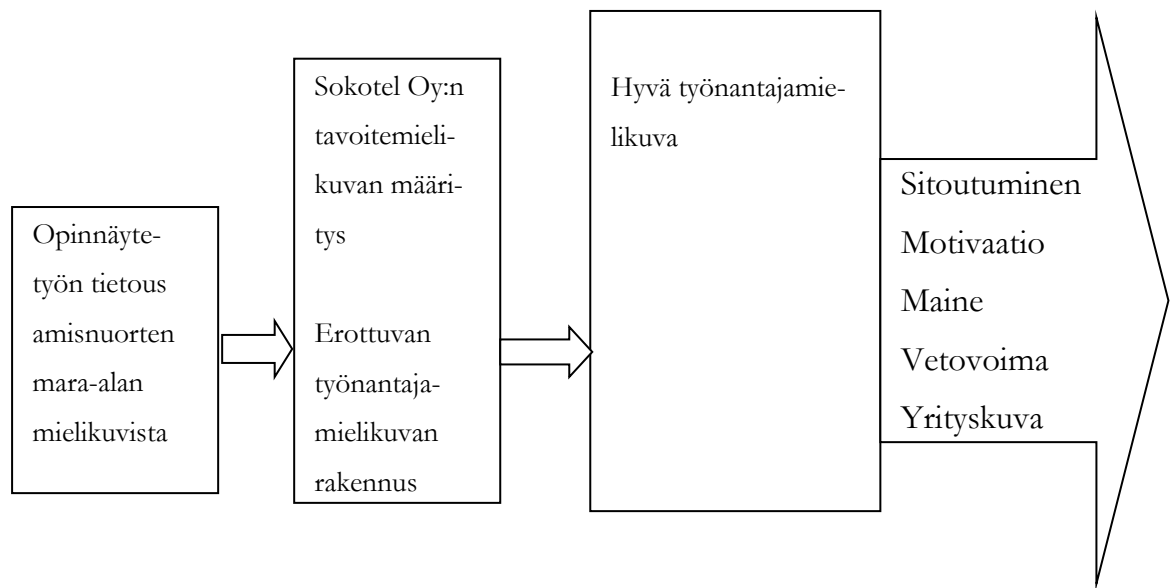 Opinnäyte-
työn tietous
amisnuorten
mara-alan
mielikuvista
Sokotel Oy:n
tavoitemieli-
kuvan määri-
tys
Erottuvan
työnantaja-
mielikuvan
rakennus
Hyvä työnantajamie-
likuva
Sitoutuminen
Motivaatio
Maine
Vetovoima
Yrityskuva